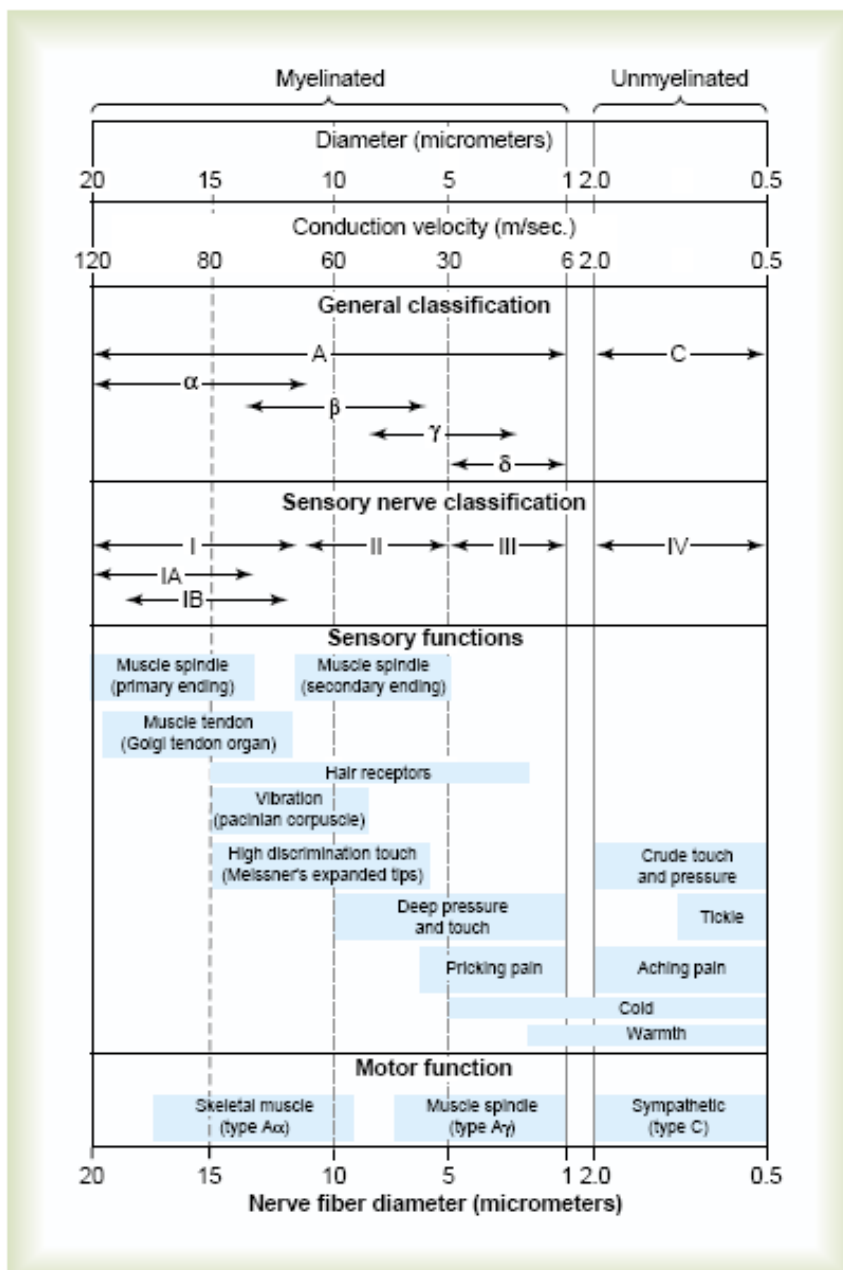 Myelinated Unmyelinated
Diameter (micrometers)
20 15 10 5 1 2.0 0.5
Conduction velocity (m/sec.)
120 80 60 30 6 2.0 0.5
General classification
A C
α
β
γ
δ
Sensory nerve classification
I II III IV
IA
IB
Sensory functions
Muscle spindle Muscle spindle
(primary ending) (secondary ending)
Muscle tendon
(Golgi tendon organ)
Hair receptors
Vibration
(pacinian corpuscle)
High discrimination touch Crude touch
(Meissner's expanded tips) and pressure
Deep pressure Tickle
and touch
Pricking pain Aching pain
Cold
Warmth
Motor function
Skeletal muscle Muscle spindle Sympathetic
(type Aα) (type Aγ) (type C)
20 15 10 5 1 2.0 0.5
Nerve fiber diameter (micrometers)